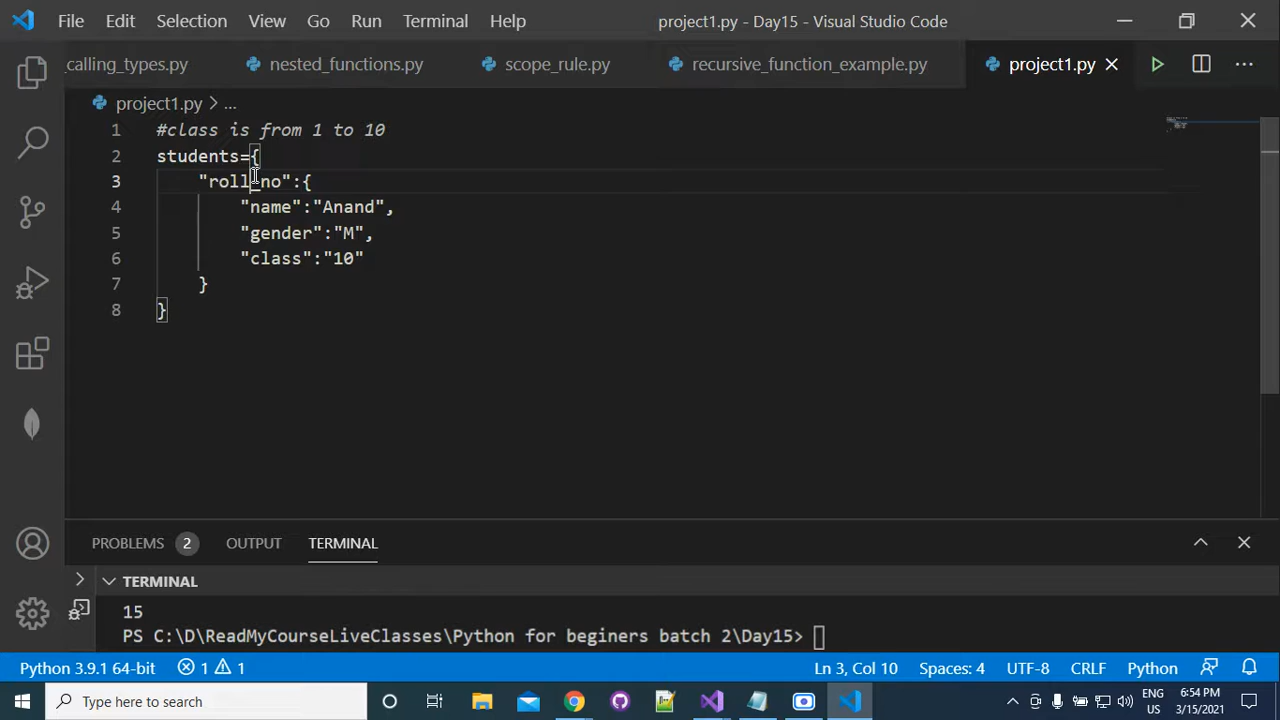 File Edit Selection View Go Run Terminal Help project1.py - Day15 - Visual Studio Code
_calling_types.py nested_functions.py scope_rule.py recursive_function_example.py project1.py
project1.py > ...
1 #class is from 1 to 10
2 students={
3 "roll_no":{
4 "name":"Anand",
5 "gender":"M",
6 "class":"10"
7 }
8 }
PROBLEMS 2 OUTPUT TERMINAL
TERMINAL
15
PS C:\D\ReadMyCourseLiveClasses\Python for beginers batch 2\Day15>
Python 3.9.1 64-bit 1 1 Ln 3, Col 10 Spaces: 4 UTF-8 CRLF Python
Type here to search
ENG 6:54 PM
US 3/15/2021